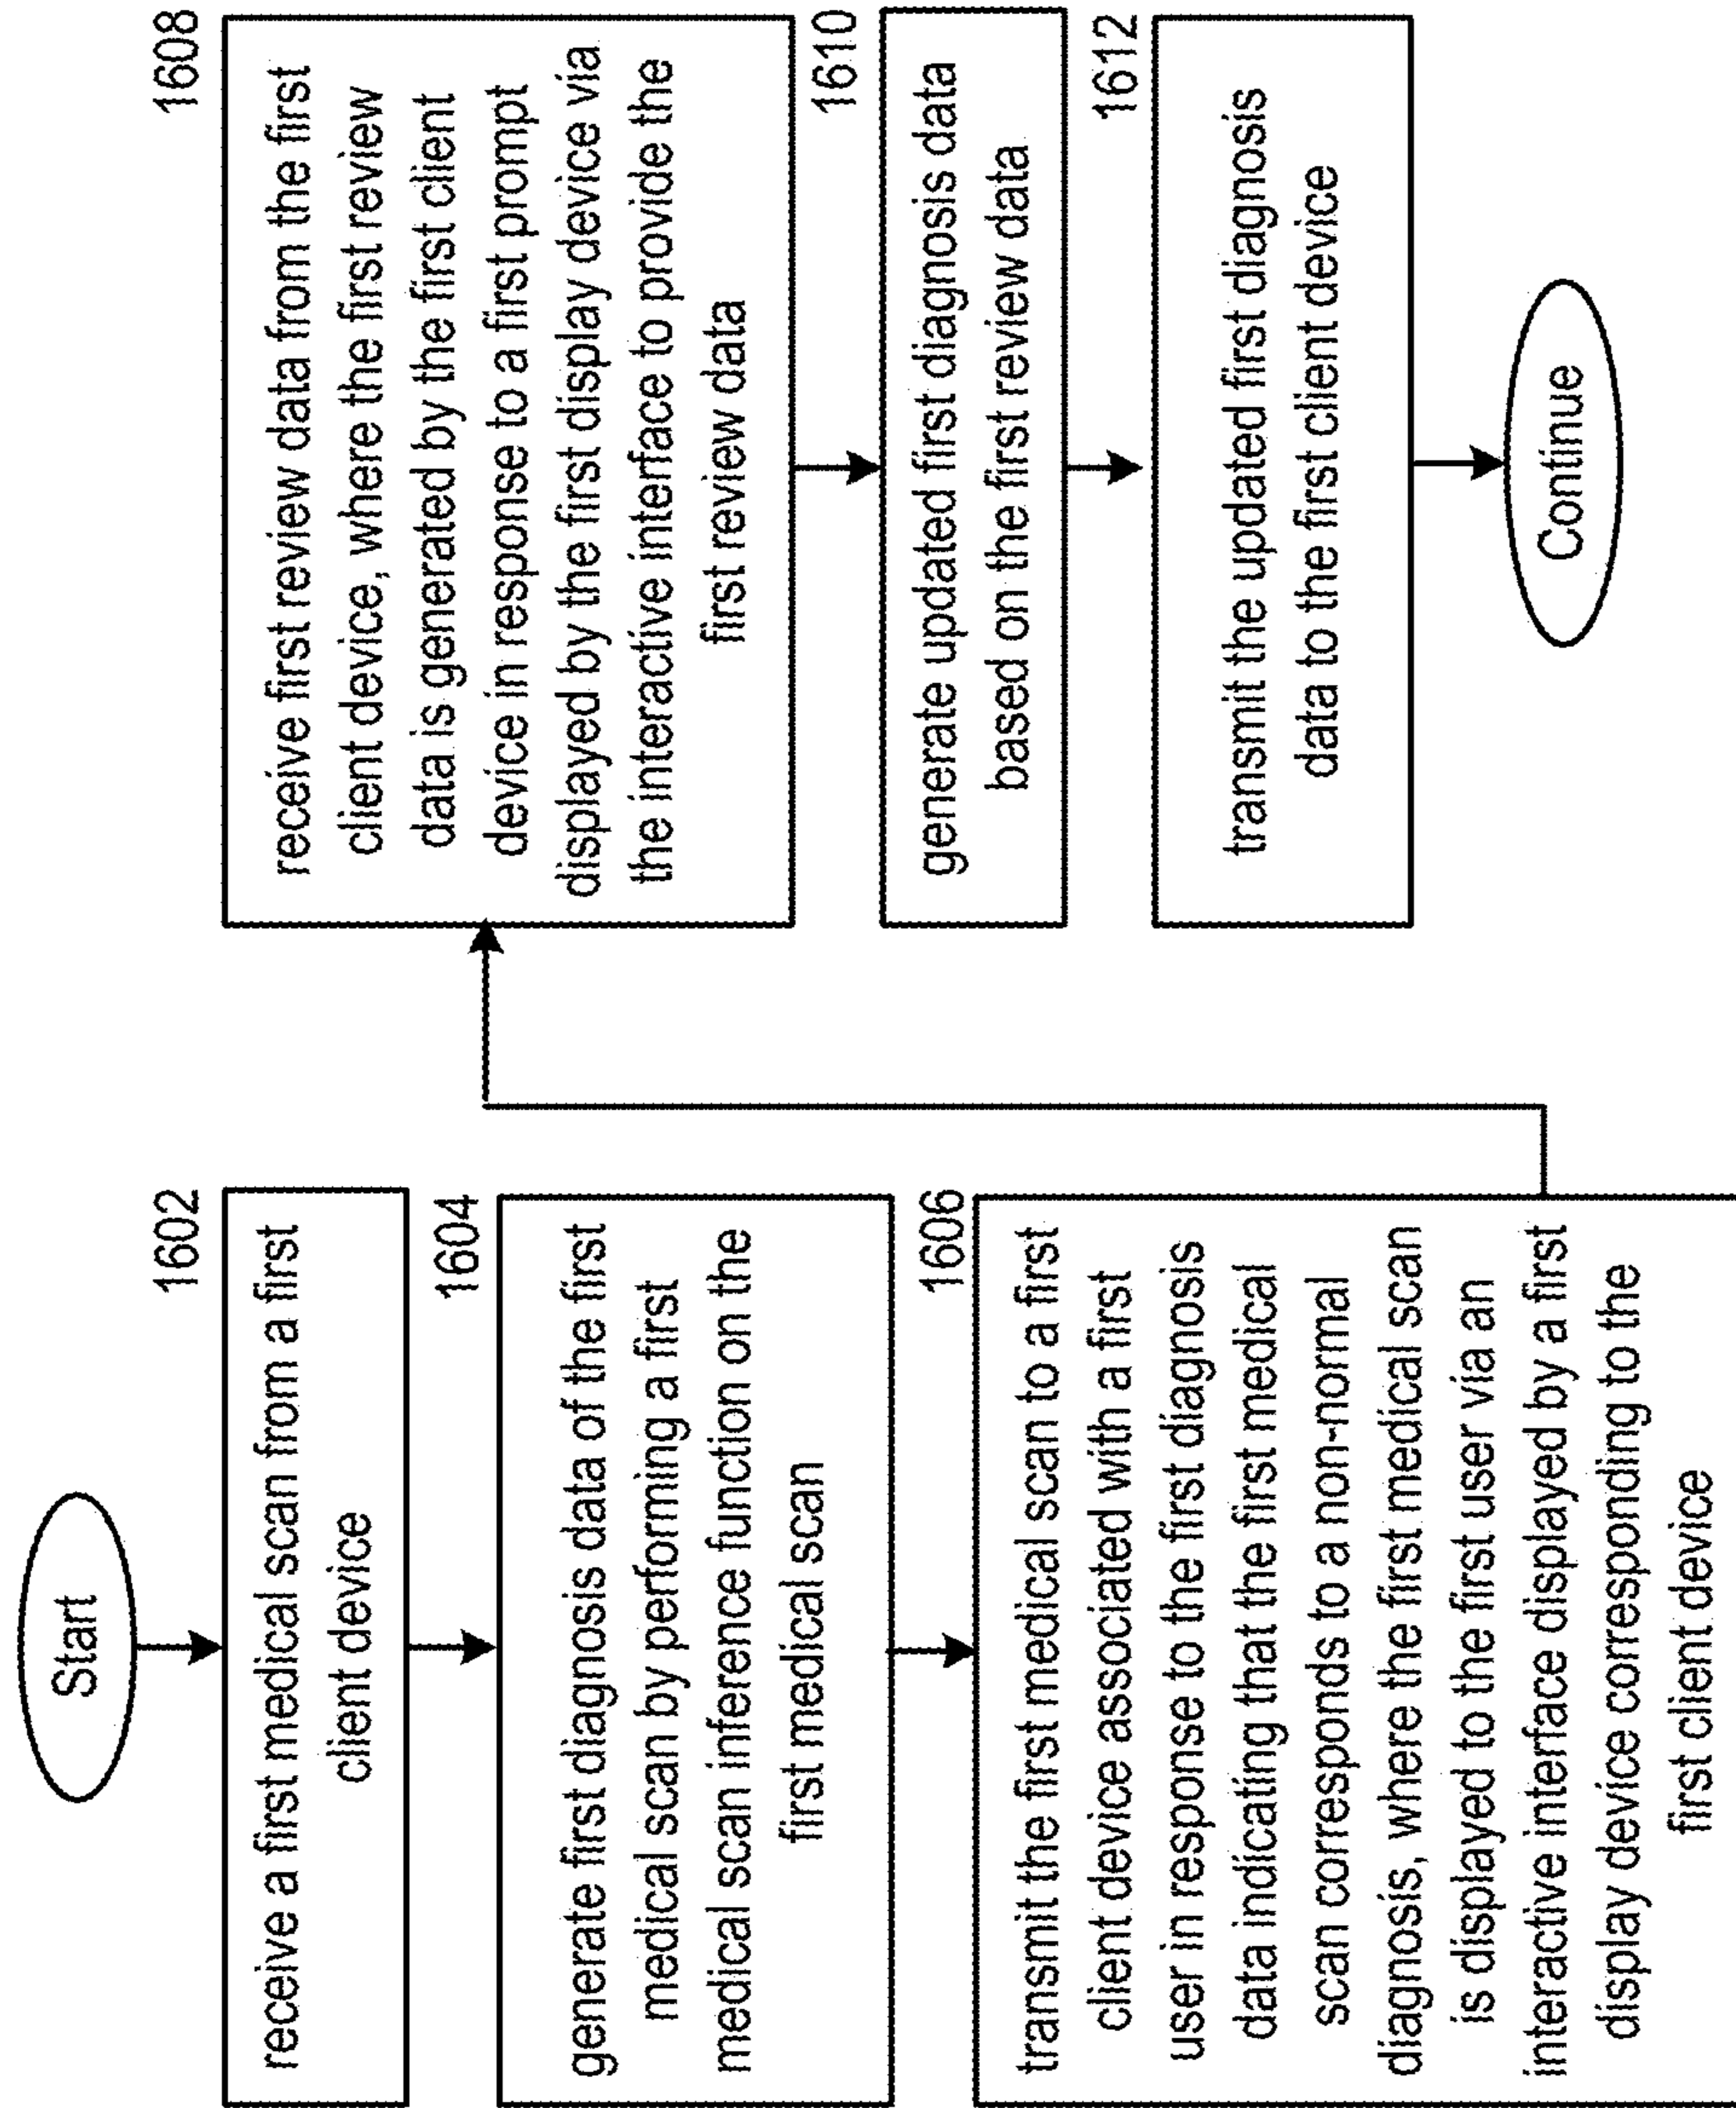 Start
1602
receive a first medical scan from a first
client device
1604
generate first diagnosis data of the first
medical scan by performing a first
medical scan inference function on the
first medical scan
1606
transmit the first medical scan to a first
client device associated with a first
user in response to the first diagnosis
data indicating that the first medical
scan corresponds to a non-normal
diagnosis, where the first medical scan
is displayed to the first user via an
interactive interface displayed by a first
display device corresponding to the
first client device
1608
receive first review data from the first
client device, where the first review
data is generated by the first client
device in response to a first prompt
displayed by the first display device via
the interactive interface to provide the
first review data
1610
generate updated first diagnosis data
based on the first review data
1612
transmit the updated first diagnosis
data to the first client device
Continue